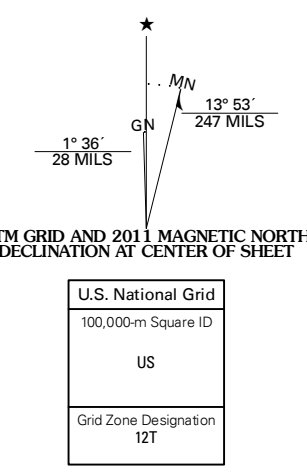 ★
MN
GN
13° 53´
247 MILS
1° 36´
28 MILS
TM GRID AND 2011 MAGNETIC NORTH
DECLINATION AT CENTER OF SHEET
U.S. National Grid
100,000-m Square ID
US
Grid Zone Designation
12T